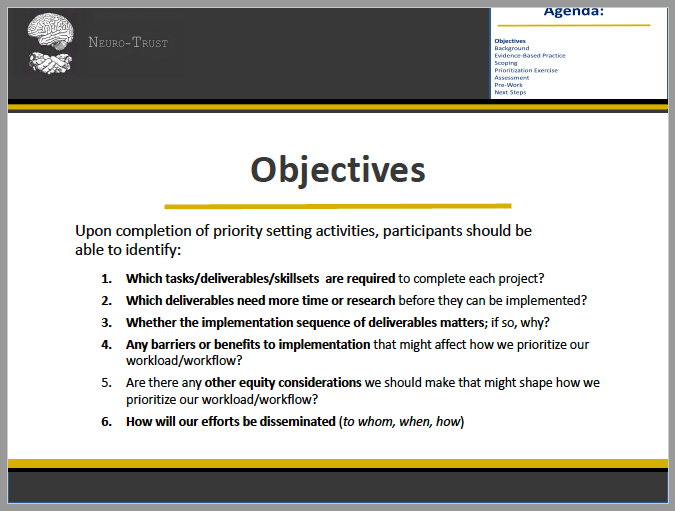 NEURO-TRUST
Agenda:
Objectives
Background
Evidence-Based Practice
Scoping
Prioritization Exercise
Assessment
Pre-Work
Next Steps
Objectives
Upon completion of priority setting activities, participants should be
able to identify:
1. Which tasks/deliverables/skillsets are required to complete each project?
2. Which deliverables need more time or research before they can be implemented?
3. Whether the implementation sequence of deliverables matters; if so, why?
4. Any barriers or benefits to implementation that might affect how we prioritize our
workload/workflow?
5. Are there any other equity considerations we should make that might shape how we
prioritize our workload/workflow?
6. How will our efforts be disseminated (to whom, when, how)